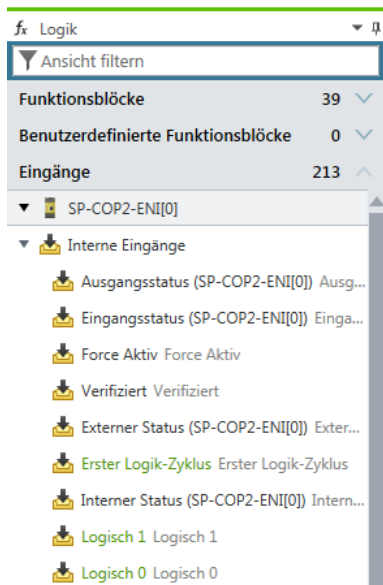 fx Logik
Ansicht filtern
Funktionsblöcke 39
Benutzerdefinierte Funktionsblöcke 0
Eingänge 213
SP-COP2-ENI[0]
Interne Eingänge
Ausgangsstatus (SP-COP2-ENI[0]) Ausg...
Eingangsstatus (SP-COP2-ENI[0]) Einga...
Force Aktiv Force Aktiv
Verifiziert Verifiziert
Externer Status (SP-COP2-ENI[0]) Exter...
Erster Logik-Zyklus Erster Logik-Zyklus
Interner Status (SP-COP2-ENI[0]) Intern...
Logisch 1 Logisch 1
Logisch 0 Logisch 0